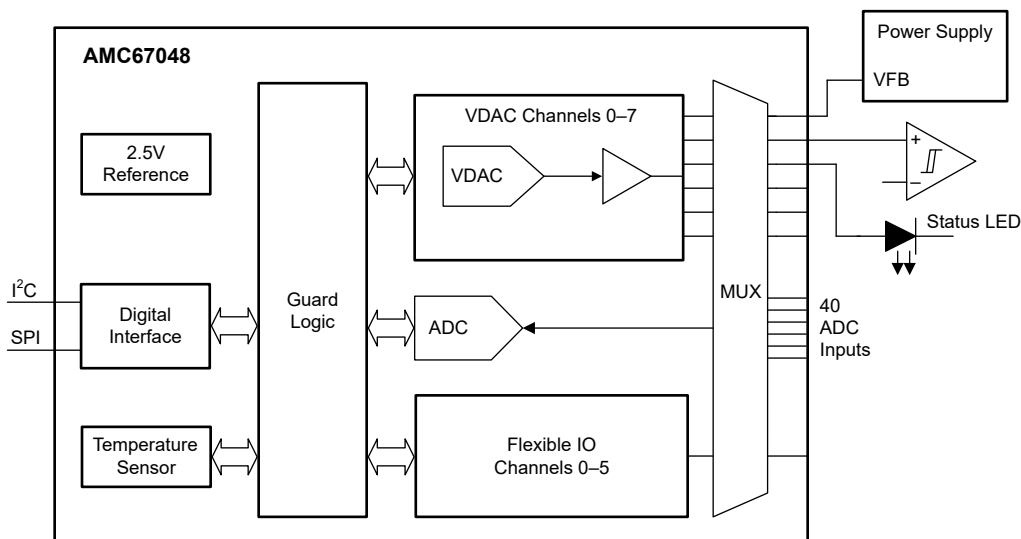 AMC67048
Power Supply
VFB
2.5V
Reference
VDAC Channels 0–7
VDAC
+
−
Status LED
I²C
SPI
Digital
Interface
Guard
Logic
ADC
MUX
40
ADC
Inputs
Temperature
Sensor
Flexible IO
Channels 0–5